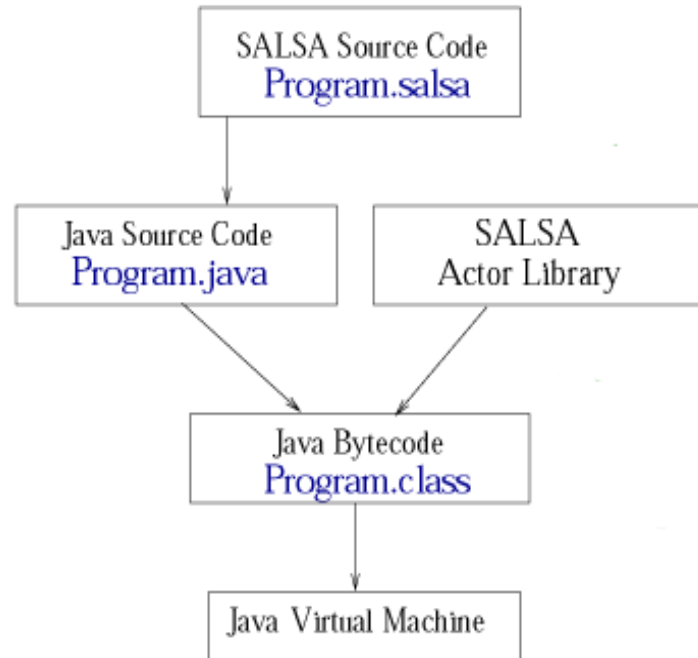 SALSA Source Code
Program.salsa
Java Source Code
Program.java
SALSA
Actor Library
Java Bytecode
Program.class
Java Virtual Machine